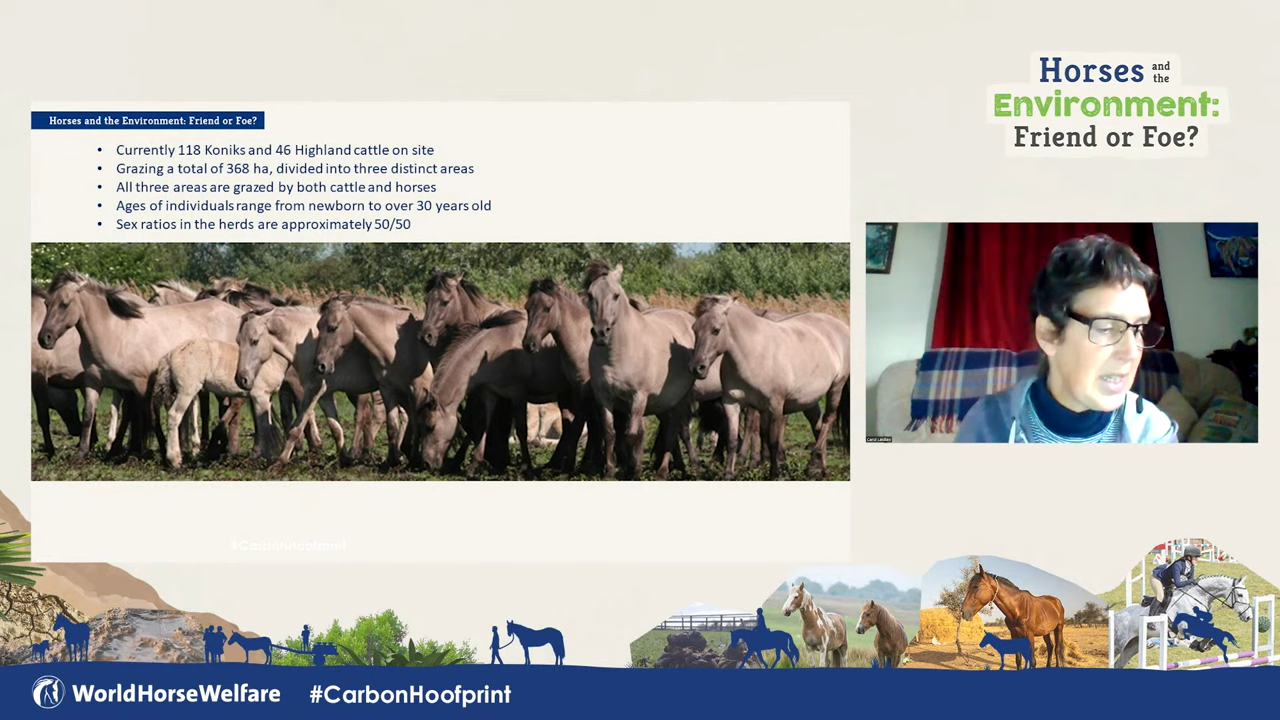 Horses and the
Environment:
Friend or Foe?
Horses and the Environment: Friend or Foe?
• Currently 118 Koniks and 46 Highland cattle on site
• Grazing a total of 368 ha, divided into three distinct areas
• All three areas are grazed by both cattle and horses
• Ages of individuals range from newborn to over 30 years old
• Sex ratios in the herds are approximately 50/50
Carol Laidlaw
#CarbonHoofprint
WorldHorseWelfare #CarbonHoofprint